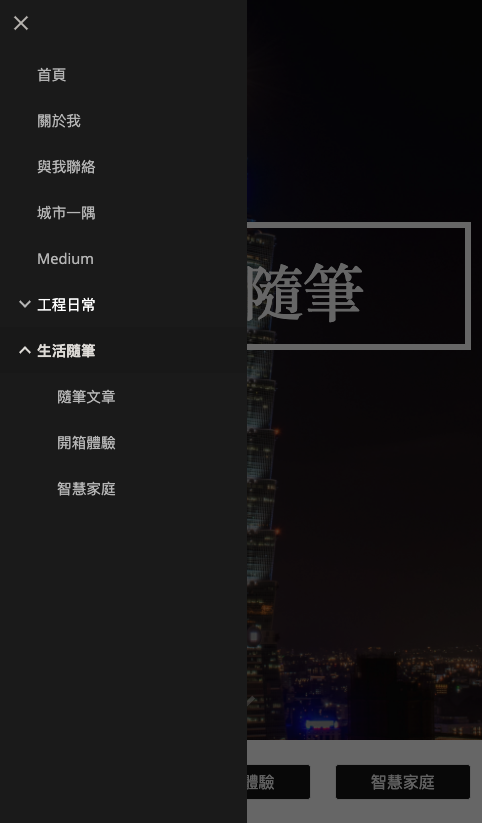 首頁
關於我
與我聯絡
城市一隅
Medium
工程日常
生活隨筆
隨筆文章
開箱體驗
智慧家庭
隨筆
體驗
智慧家庭